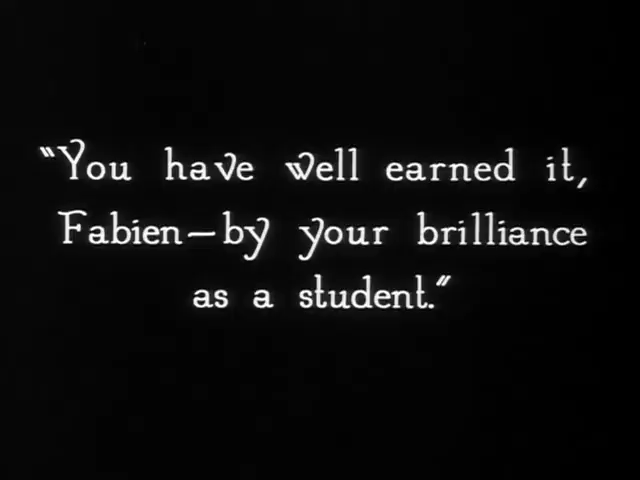 "You have well earned it,
Fabien—by your brilliance
as a student."